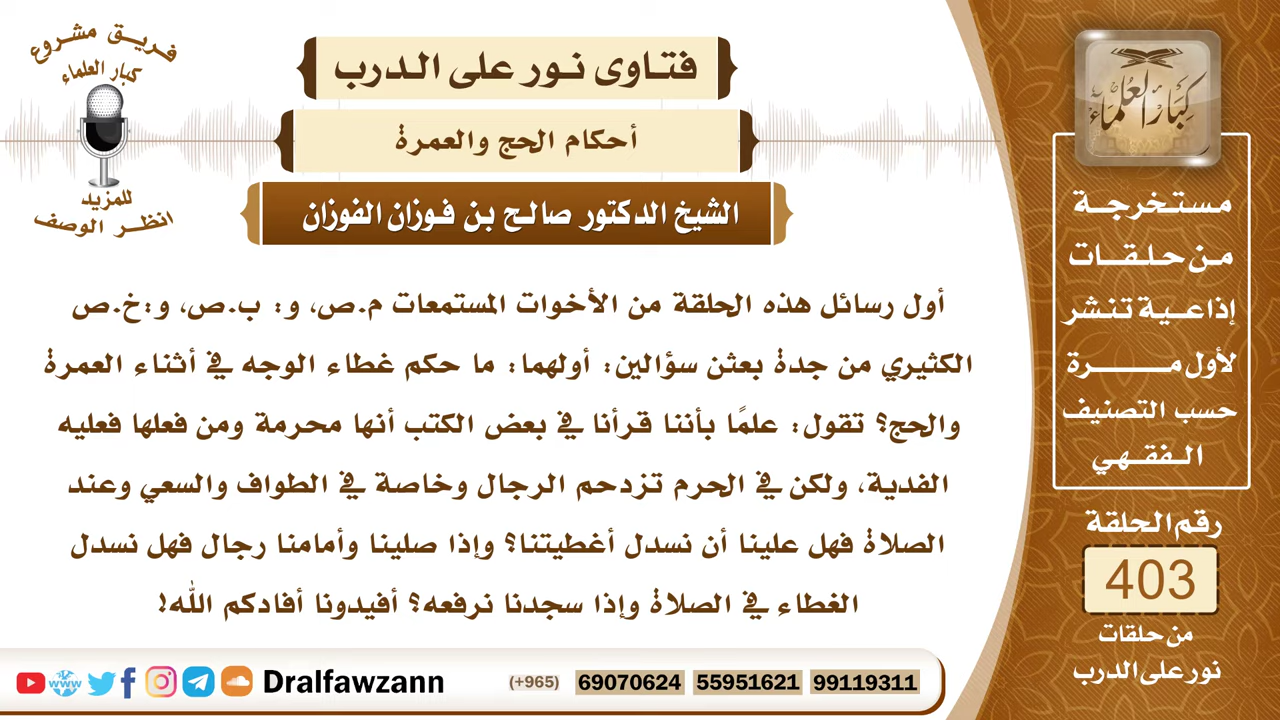 فريق مشروع
كبار العلماء
للمزيد
انظر الوصف
فتاوى نور على الدرب
أحكام الحج والعمرة
الشيخ الدكتور صالح بن فوزان الفوزان
أول رسائل هذه الحلقة من الأخوات المستمعات م.ص، و: ب.ص، و:خ.ص
الكثيري من جدة بعثن سؤالين: أولهما: ما حكم غطاء الوجه في أثناء العمرة
والحج؟ تقول: علمًا بأننا قرأنا في بعض الكتب أنها محرمة ومن فعلها فعليه
الفدية، ولكن في الحرم تزدحم الرجال وخاصة في الطواف والسعي وعند
الصلاة فهل علينا أن نسدل أغطيتنا؟ وإذا صلينا وأمامنا رجال فهل نسدل
الغطاء في الصلاة وإذا سجدنا نرفعه؟ أفيدونا أفادكم الله!
كبار العلماء
مستخرجة
من حلقات
إذاعية تنشر
لأول مرة
حسب التصنيف
الفقهي
رقم الحلقة
403
من حلقات
نور على الدرب
www Dralfawzann (+965) 69070624 55951621 99119311